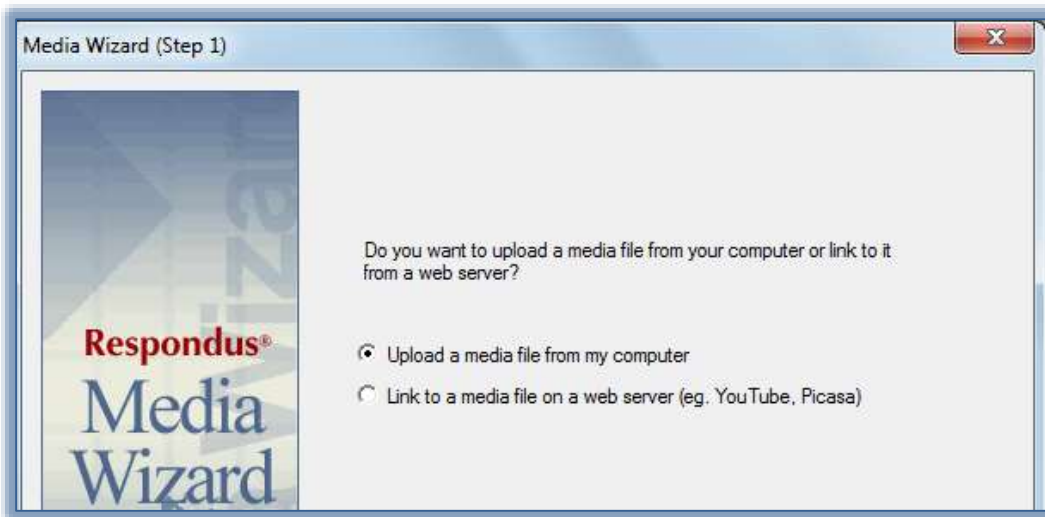 Media Wizard (Step 1)
Do you want to upload a media file from your computer or link to it
from a web server?
Upload a media file from my computer
Link to a media file on a web server (eg. YouTube, Picasa)
Respondus®
Media
Wizard
Wizar